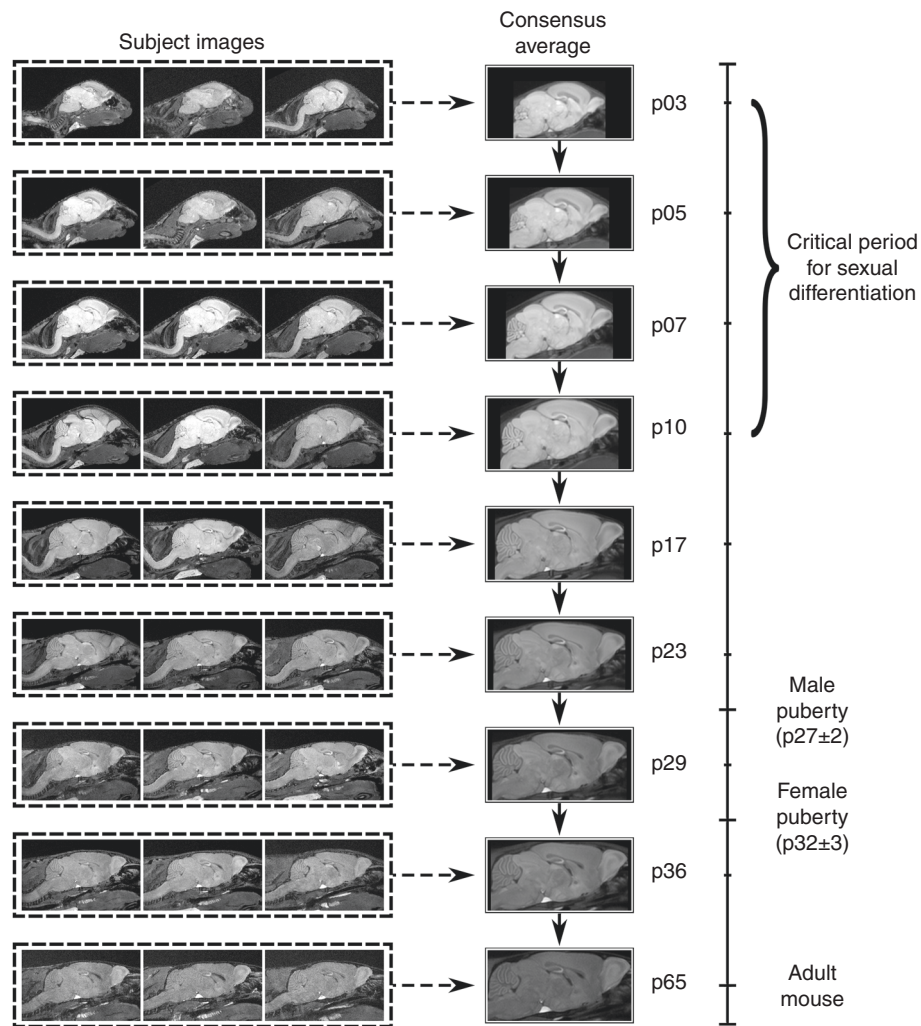 Subject images
Consensus
average
p03
p05
Critical period
for sexual
differentiation
p07
p10
p17
p23
Male
puberty
(p27±2)
p29
Female
puberty
(p32±3)
p36
p65
Adult
mouse